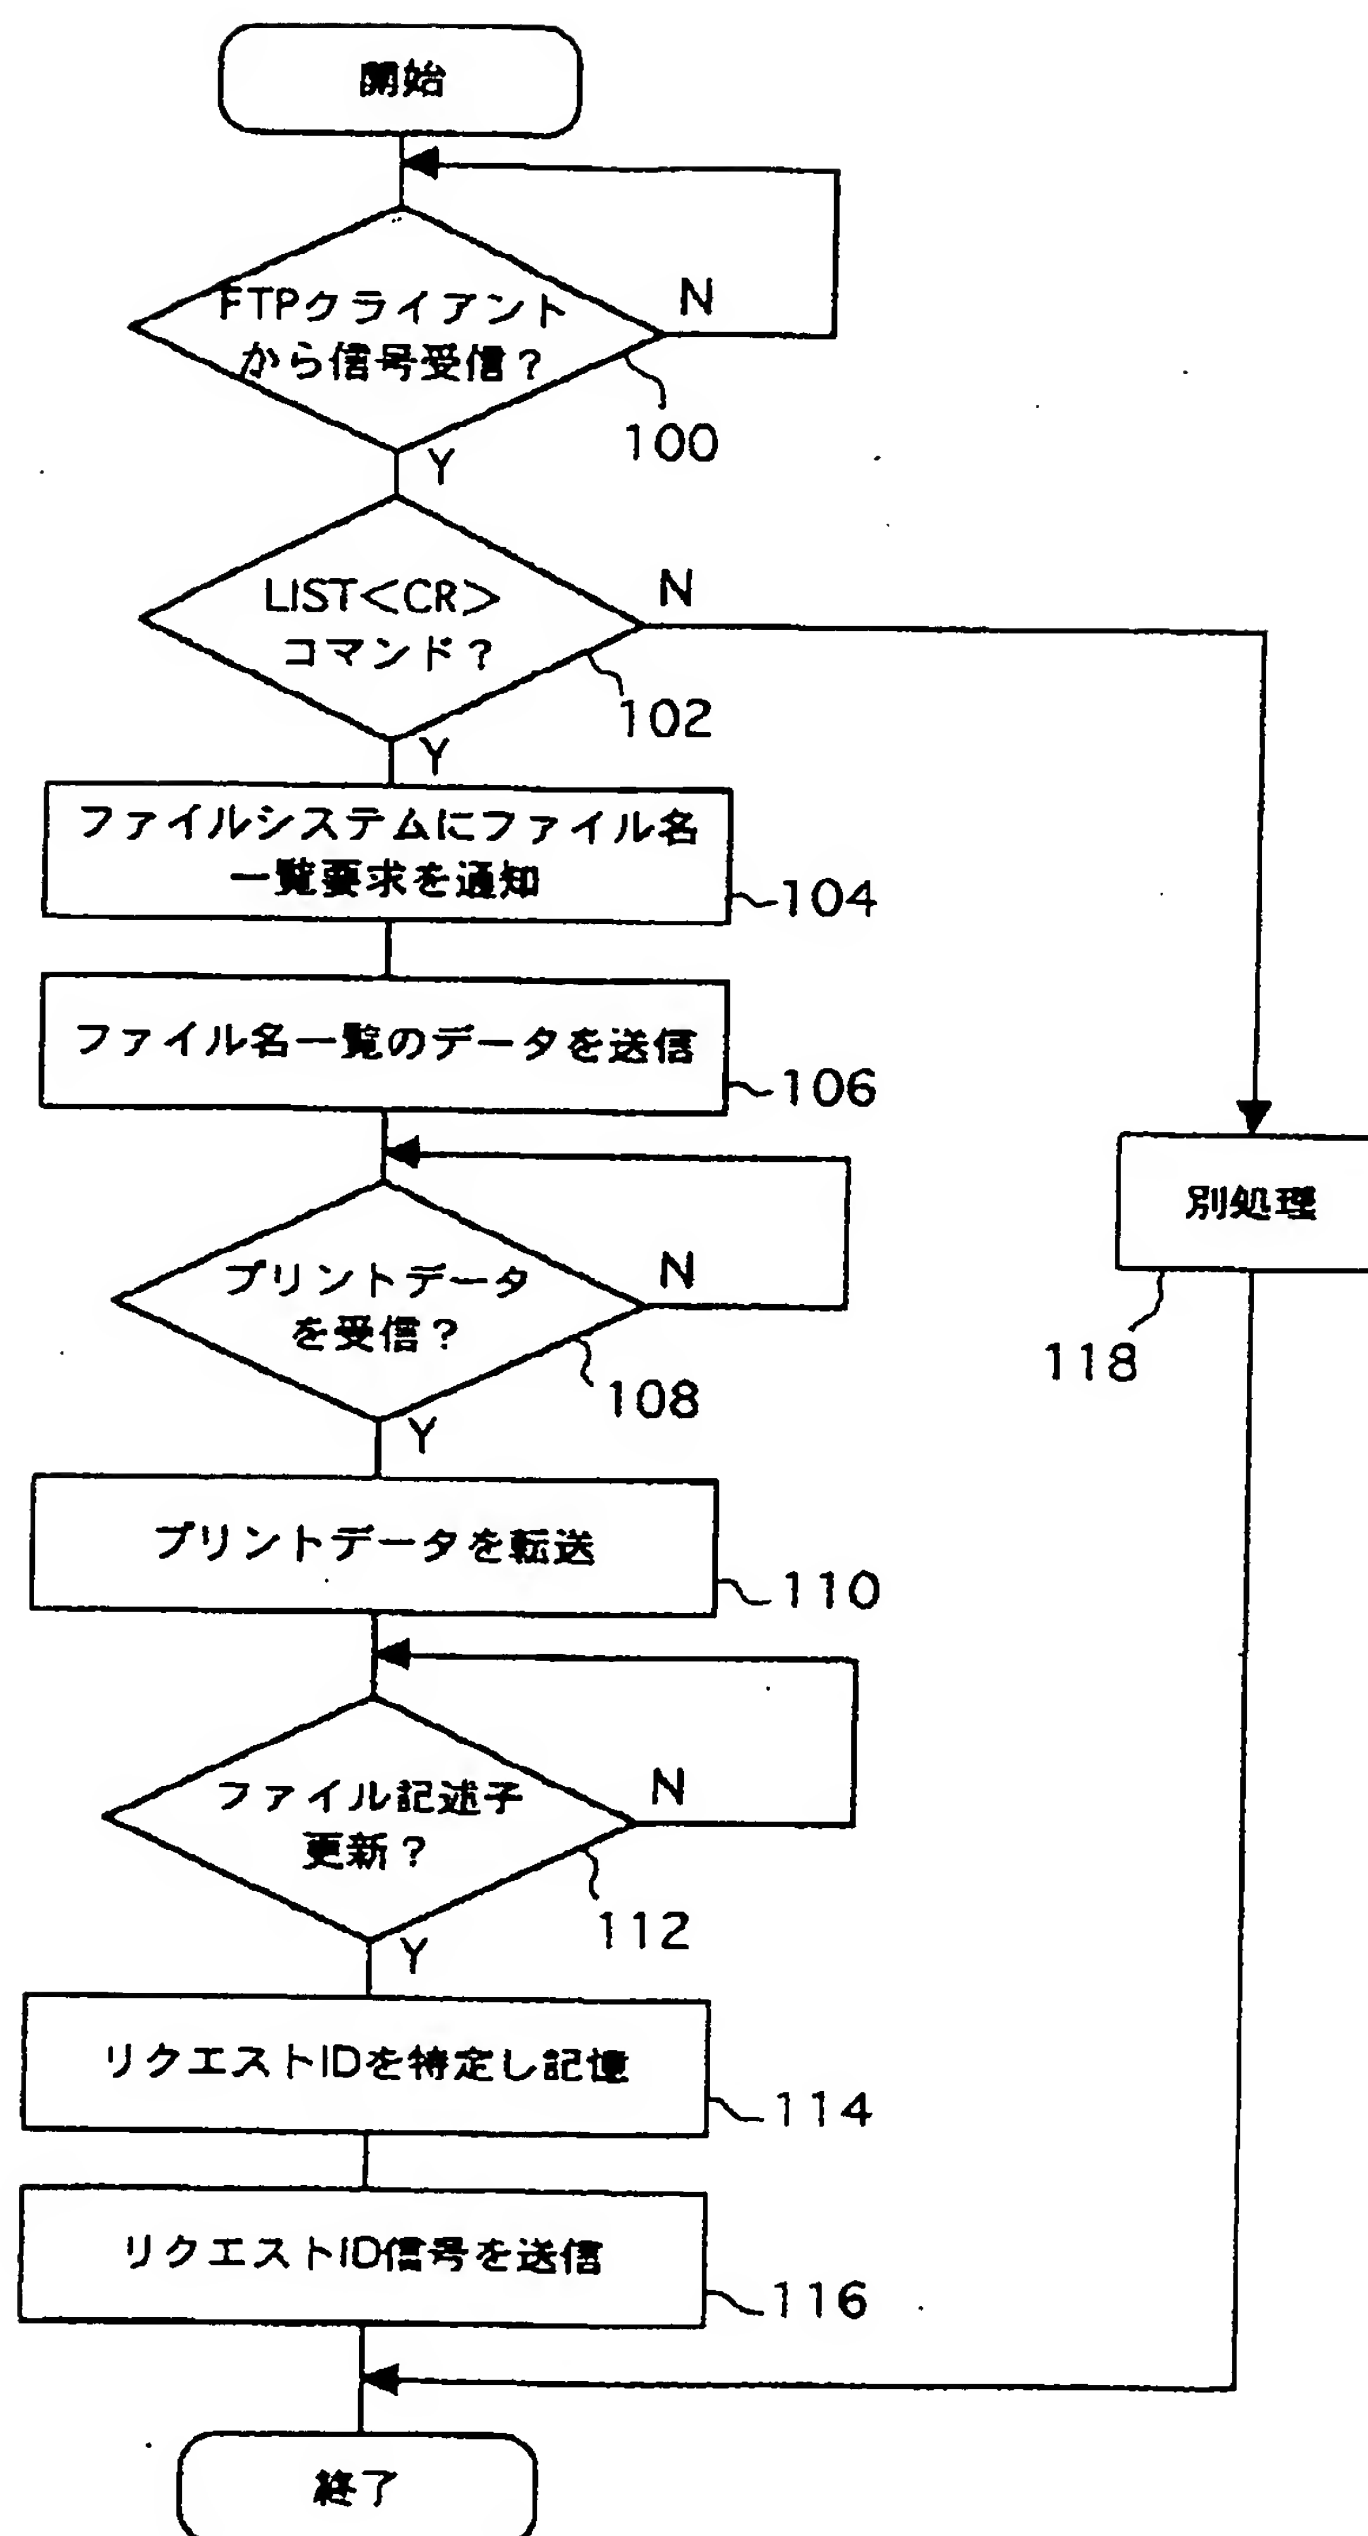 開始
FTPクライアント
から信号受信?
N
100
Y
LIST<CR>
コマンド?
N
102
Y
ファイルシステムにファイル名
一覧要求を通知
104
ファイル名一覧のデータを送信
106
別処理
118
プリントデータ
を受信?
N
108
Y
プリントデータを転送
110
ファイル記述子
更新?
N
112
Y
リクエストIDを特定し記憶
114
リクエストID信号を送信
116
終了